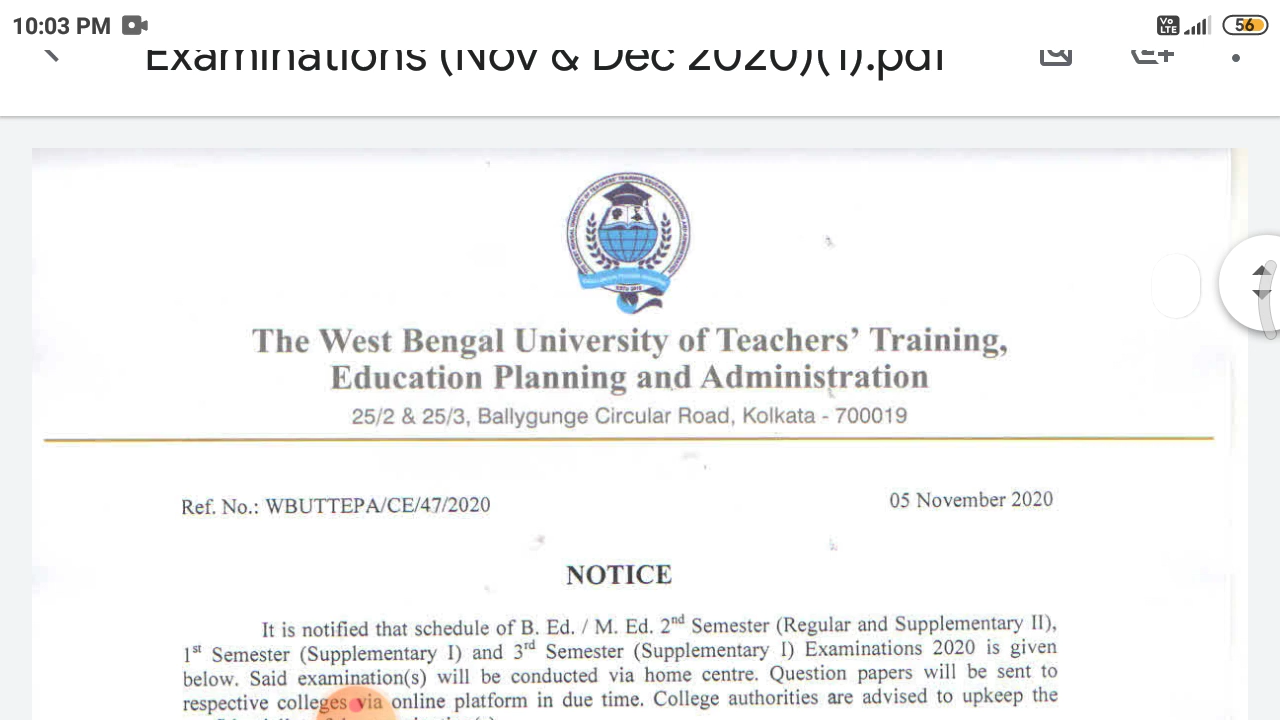 10:03 PM
Vo LTE
56
Examinations (Nov & Dec 2020)(1).pdf
The West Bengal University of Teachers' Training,
Education Planning and Administration
25/2 & 25/3, Ballygunge Circular Road, Kolkata - 700019
Ref. No.: WBUTTEPA/CE/47/2020
05 November 2020
NOTICE
It is notified that schedule of B. Ed. / M. Ed. 2nd Semester (Regular and Supplementary II),
1st Semester (Supplementary I) and 3rd Semester (Supplementary I) Examinations 2020 is given
below. Said examination(s) will be conducted via home centre. Question papers will be sent to
respective colleges via online platform in due time. College authorities are advised to upkeep the